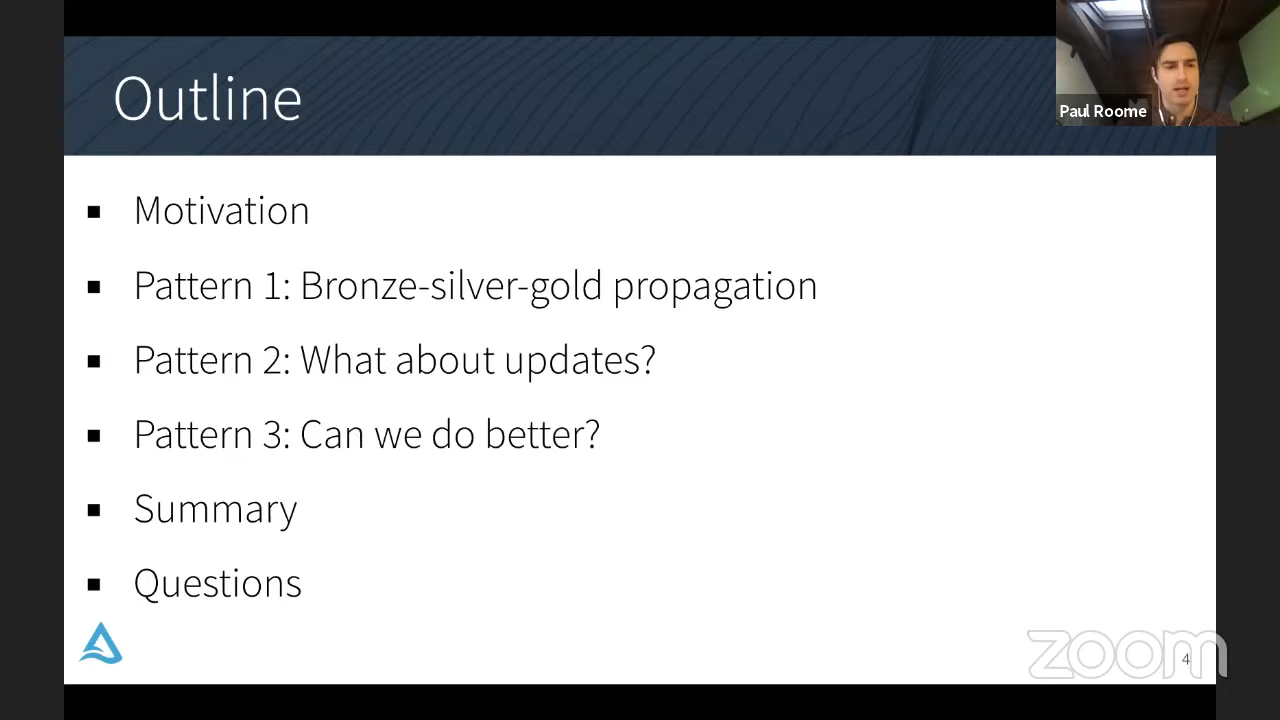 Outline
Paul Roome
Motivation
Pattern 1: Bronze-silver-gold propagation
Pattern 2: What about updates?
Pattern 3: Can we do better?
Summary
Questions
zoom
4